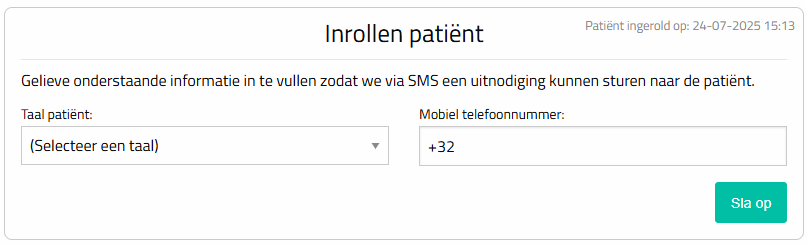 Inrollen patiënt
Patiënt ingerold op: 24-07-2025 15:13
Gelieve onderstaande informatie in te vullen zodat we via SMS een uitnodiging kunnen sturen naar de patiënt.
Taal patiënt:
(Selecteer een taal)
Mobiel telefoonnummer:
+32
Sla op